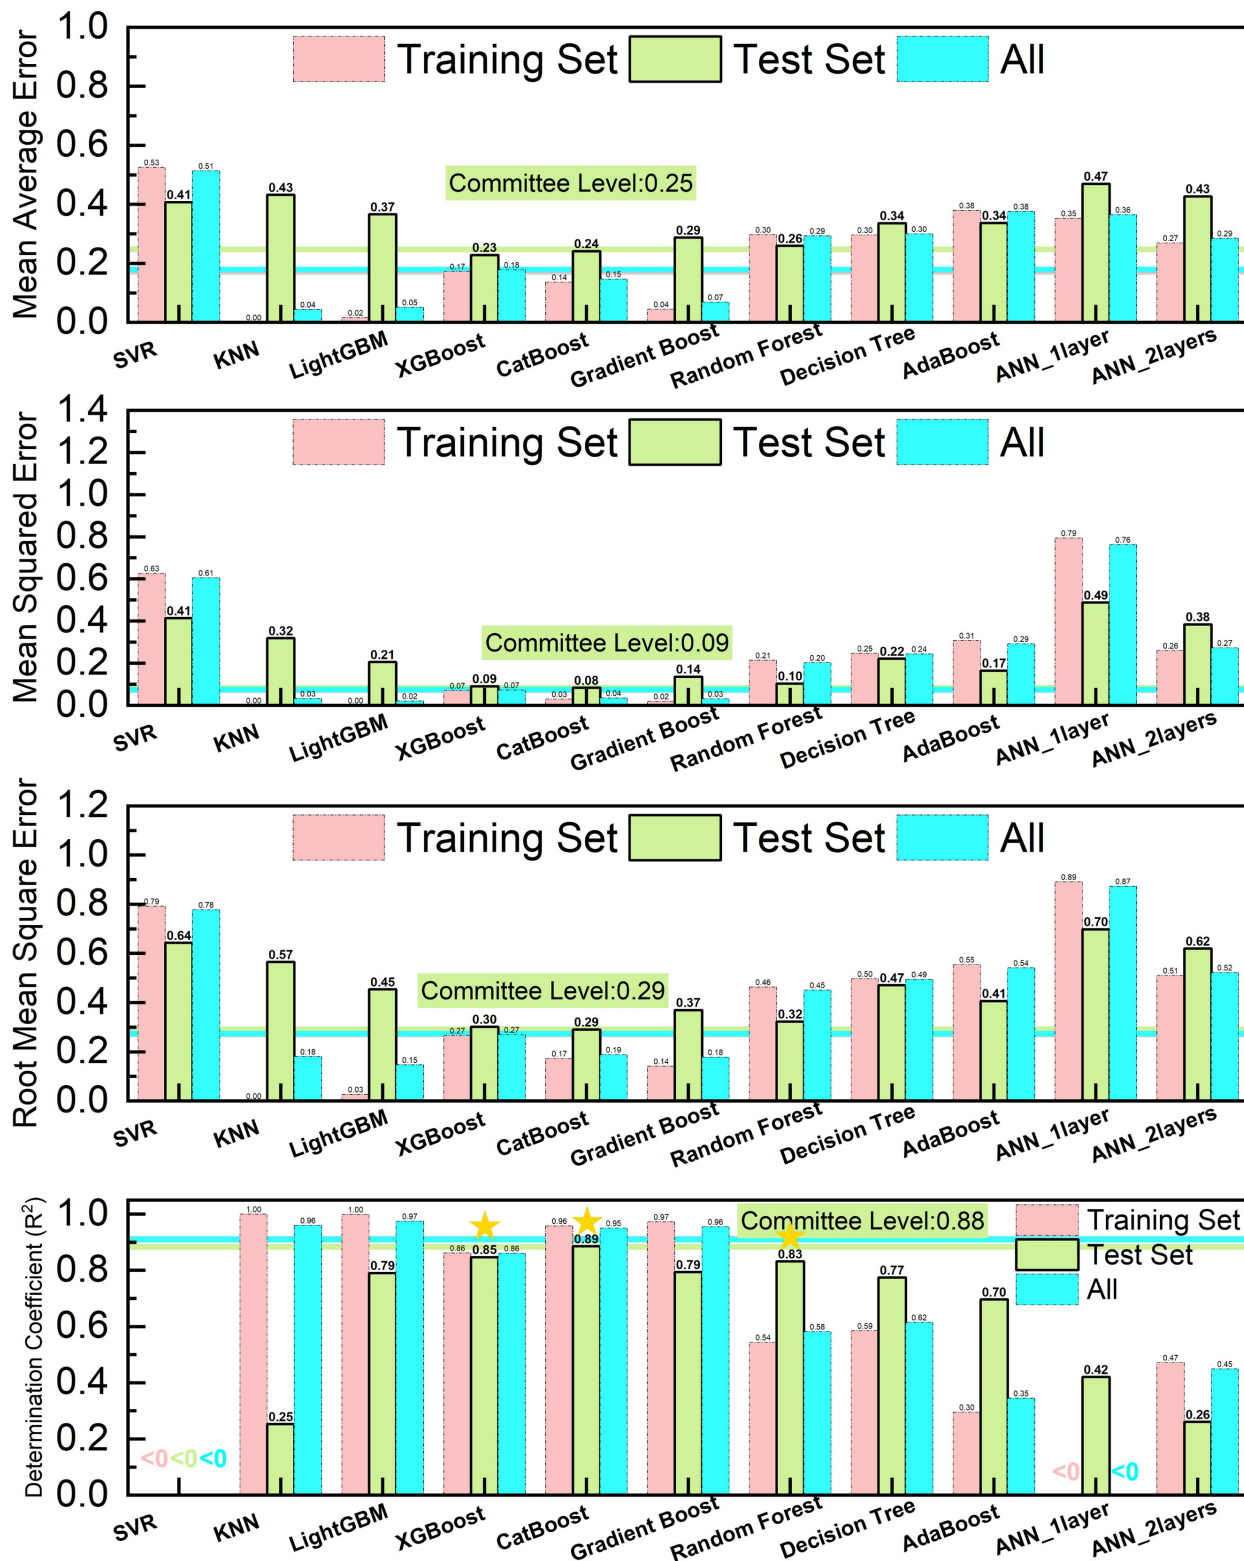 Mean Average Error
1.0
0.8
0.6
0.4
0.2
0.0
Training Set Test Set All
Committee Level:0.25
0.53 0.41 0.51
0.00 0.43 0.04
0.02 0.37 0.05
0.17 0.23 0.18
0.14 0.24 0.15
0.04 0.29 0.07
0.30 0.26 0.29
0.30 0.34 0.30
0.38 0.34 0.38
0.35 0.47 0.36
0.27 0.43 0.29
SVR KNN LightGBM XGBoost CatBoost Gradient Boost Random Forest Decision Tree AdaBoost ANN_1layer ANN_2layers
Mean Squared Error
1.4
1.2
1.0
0.8
0.6
0.4
0.2
0.0
Training Set Test Set All
Committee Level:0.09
0.63 0.41 0.61
0.00 0.32 0.03
0.00 0.21 0.02
0.07 0.09 0.07
0.03 0.08 0.04
0.02 0.14 0.03
0.21 0.10 0.20
0.25 0.22 0.24
0.31 0.17 0.29
0.79 0.49 0.76
0.26 0.38 0.27
SVR KNN LightGBM XGBoost CatBoost Gradient Boost Random Forest Decision Tree AdaBoost ANN_1layer ANN_2layers
Root Mean Square Error
1.2
1.0
0.8
0.6
0.4
0.2
0.0
Training Set Test Set All
Committee Level:0.29
0.79 0.64 0.78
0.00 0.57 0.18
0.03 0.45 0.15
0.27 0.30 0.27
0.17 0.29 0.19
0.14 0.37 0.18
0.46 0.32 0.45
0.50 0.47 0.49
0.55 0.41 0.54
0.89 0.70 0.87
0.51 0.62 0.52
SVR KNN LightGBM XGBoost CatBoost Gradient Boost Random Forest Decision Tree AdaBoost ANN_1layer ANN_2layers
Determination Coefficient (R²)
1.0
0.8
0.6
0.4
0.2
0.0
Committee Level:0.88
Training Set
Test Set
All
<0 <0 <0
1.00 0.25 0.96
1.00 0.79 0.97
0.86 0.85 0.86
0.96 0.89 0.95
0.97 0.79 0.96
0.54 0.83 0.58
0.59 0.77 0.62
0.30 0.70 0.35
<0 0.42 <0
0.47 0.26 0.45
SVR KNN LightGBM XGBoost CatBoost Gradient Boost Random Forest Decision Tree AdaBoost ANN_1layer ANN_2layers